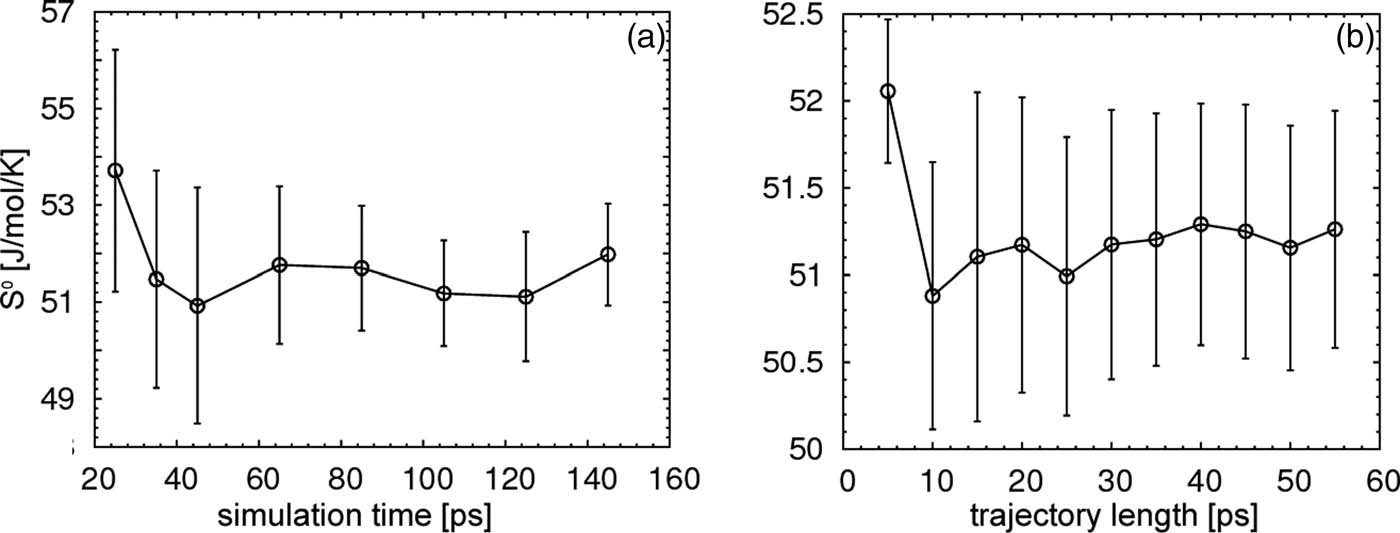 (a)
57
55
53
51
49
S⁰ [J/mol/K]
20 40 60 80 100 120 140 160
simulation time [ps]
(b)
52.5
52
51.5
51
50.5
50
0 10 20 30 40 50 60
trajectory length [ps]